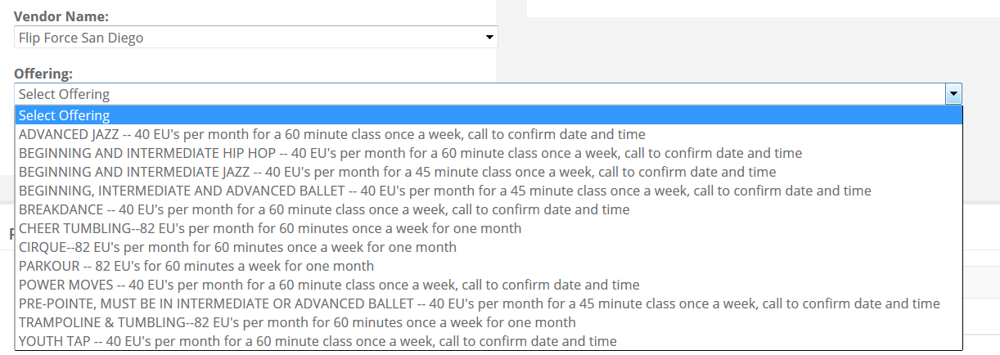 Vendor Name:
Flip Force San Diego
Offering:
Select Offering
Select Offering
ADVANCED JAZZ -- 40 EU's per month for a 60 minute class once a week, call to confirm date and time
BEGINNING AND INTERMEDIATE HIP HOP -- 40 EU's per month for a 60 minute class once a week, call to confirm date and time
BEGINNING AND INTERMEDIATE JAZZ -- 40 EU's per month for a 45 minute class once a week, call to confirm date and time
BEGINNING, INTERMEDIATE AND ADVANCED BALLET -- 40 EU's per month for a 45 minute class once a week, call to confirm date and time
BREAKDANCE -- 40 EU's per month for a 60 minute class once a week, call to confirm date and time
CHEER TUMBLING--82 EU's per month for 60 minutes once a week for one month
CIRQUE--82 EU's per month for 60 minutes once a week for one month
PARKOUR -- 82 EU's for 60 minutes a week for one month
POWER MOVES -- 40 EU's per month for a 60 minute class once a week, call to confirm date and time
PRE-POINTE, MUST BE IN INTERMEDIATE OR ADVANCED BALLET -- 40 EU's per month for a 45 minute class once a week, call to confirm date and time
TRAMPOLINE & TUMBLING--82 EU's per month for 60 minutes once a week for one month
YOUTH TAP -- 40 EU's per month for a 60 minute class once a week, call to confirm date and time